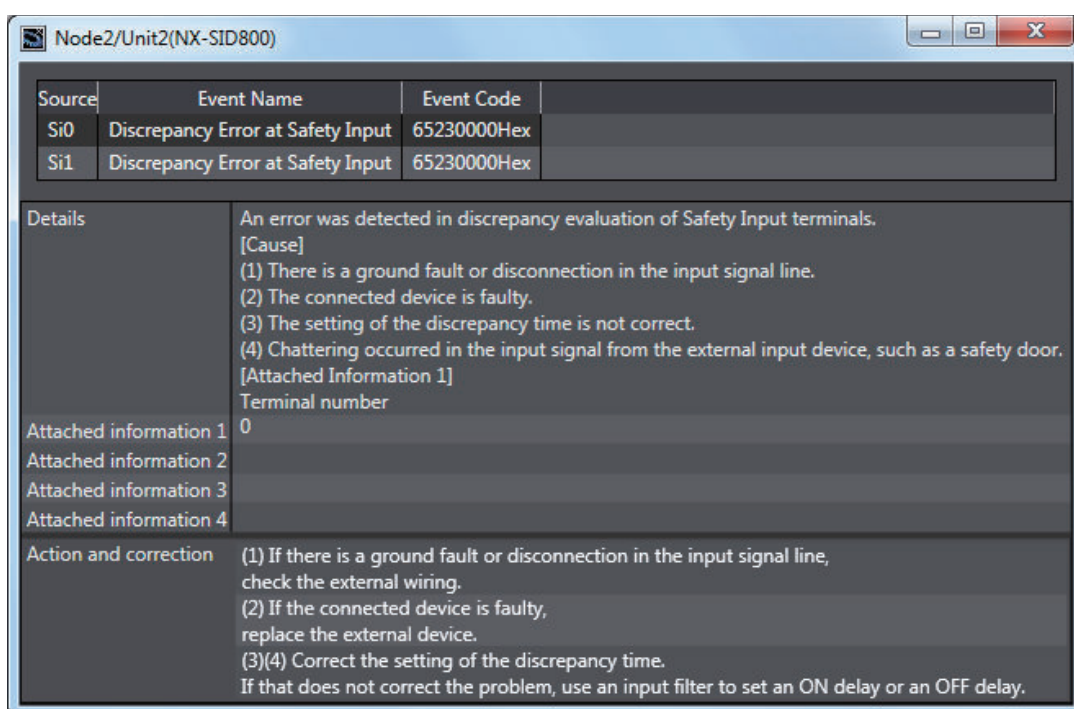 Node2/Unit2(NX-SID800)
Source Event Name Event Code
Si0 Discrepancy Error at Safety Input 65230000Hex
Si1 Discrepancy Error at Safety Input 65230000Hex
Details An error was detected in discrepancy evaluation of Safety Input terminals.
[Cause]
(1) There is a ground fault or disconnection in the input signal line.
(2) The connected device is faulty.
(3) The setting of the discrepancy time is not correct.
(4) Chattering occurred in the input signal from the external input device, such as a safety door.
[Attached Information 1]
Terminal number
Attached information 1 0
Attached information 2
Attached information 3
Attached information 4
Action and correction (1) If there is a ground fault or disconnection in the input signal line,
check the external wiring.
(2) If the connected device is faulty,
replace the external device.
(3)(4) Correct the setting of the discrepancy time.
If that does not correct the problem, use an input filter to set an ON delay or an OFF delay.